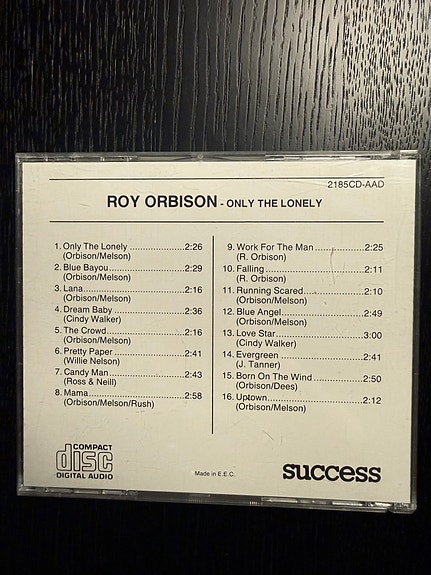 2185CD-AAD
ROY ORBISON - ONLY THE LONELY
1. Only The Lonely ..................2:26
(Orbison/Melson)
2. Blue Bayou..........................2:29
(Orbison/Melson)
3. Lana....................................2:16
(Orbison/Melson)
4. Dream Baby ........................2:36
(Cindy Walker)
5. The Crowd..........................2:16
(Orbison/Melson)
6. Pretty Paper ........................2:41
(Willie Nelson)
7. Candy Man..........................2:43
(Ross & Neill)
8. Mama..................................2:58
(Orbison/Melson/Rush)
9. Work For The Man ..............2:25
(R. Orbison)
10. Falling ................................2:11
(R. Orbison)
11. Running Scared..................2:10
(Orbison/Melson)
12. Blue Angel..........................2:49
(Orbison/Melson)
13. Love Star............................3:00
(Cindy Walker)
14. Evergreen ..........................2:41
(J. Tanner)
15. Born On The Wind ..............2:50
(Orbison/Dees)
16. Uptown..............................2:12
(Orbison/Melson)
COMPACT
disc
DIGITAL AUDIO
Made in E.E.C.
success